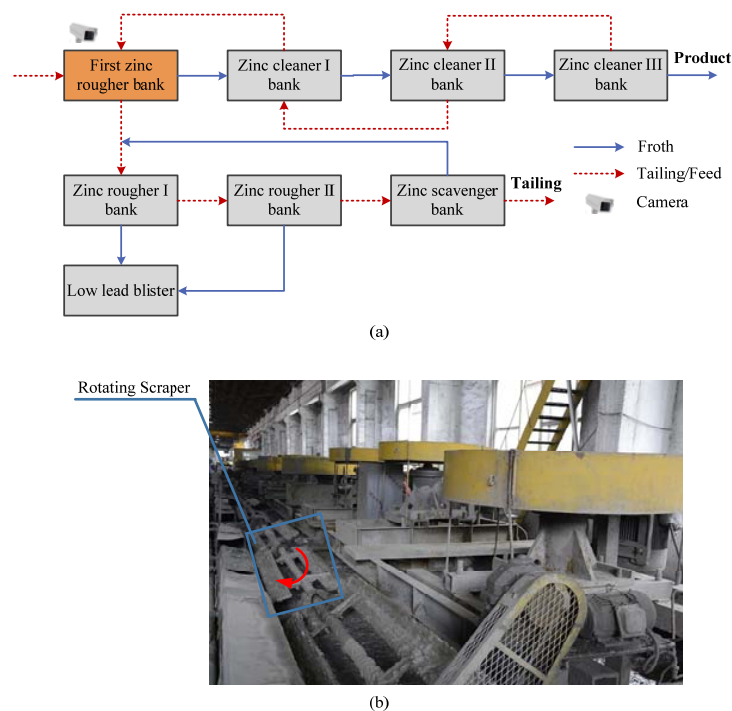 First zinc
rougher bank
Zinc cleaner I
bank
Zinc cleaner II
bank
Zinc cleaner III
bank
Product
Froth
Tailing/Feed
Camera
Zinc rougher I
bank
Zinc rougher II
bank
Zinc scavenger
bank
Tailing
Low lead blister
(a)
Rotating Scraper
(b)